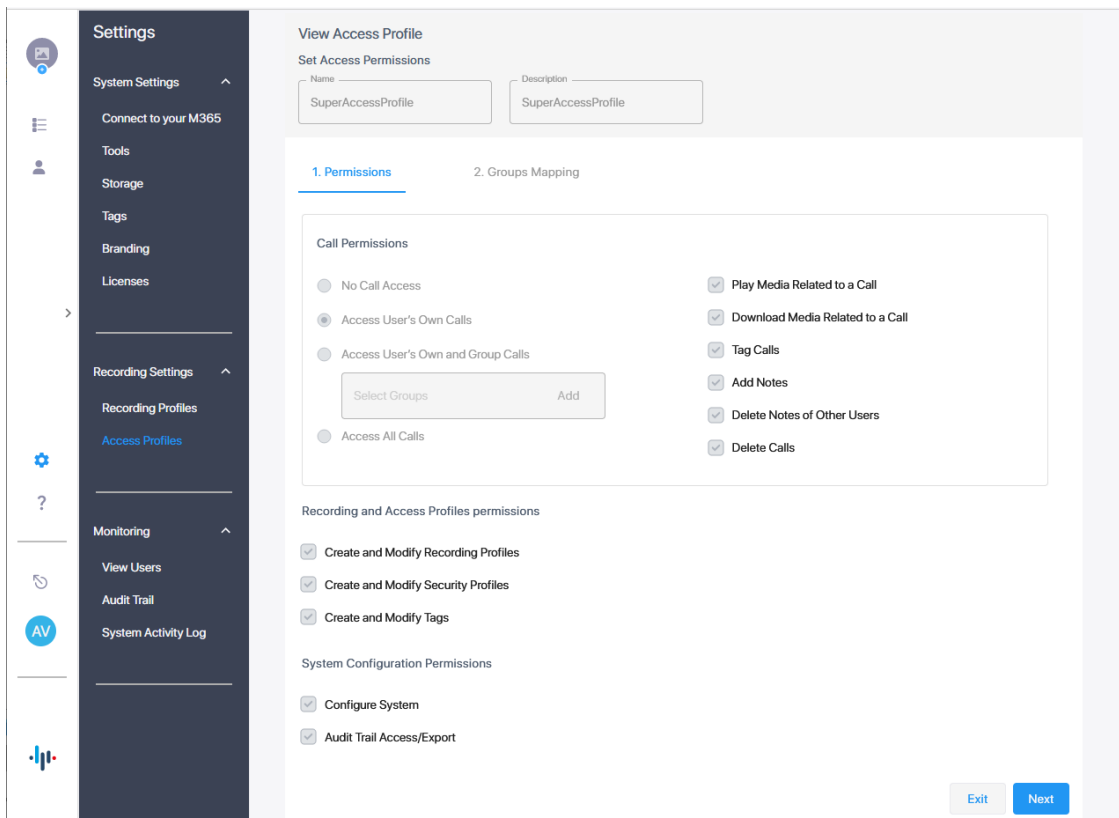 Settings
System Settings
Connect to your M365
Tools
Storage
Tags
Branding
Licenses
Recording Settings
Recording Profiles
Access Profiles
?
Monitoring
View Users
Audit Trail
System Activity Log
AV
View Access Profile
Set Access Permissions
Name
SuperAccessProfile
Description
SuperAccessProfile
1. Permissions
2. Groups Mapping
Call Permissions
No Call Access
Access User's Own Calls
Access User's Own and Group Calls
Select Groups Add
Access All Calls
Play Media Related to a Call
Download Media Related to a Call
Tag Calls
Add Notes
Delete Notes of Other Users
Delete Calls
Recording and Access Profiles permissions
Create and Modify Recording Profiles
Create and Modify Security Profiles
Create and Modify Tags
System Configuration Permissions
Configure System
Audit Trail Access/Export
Exit
Next